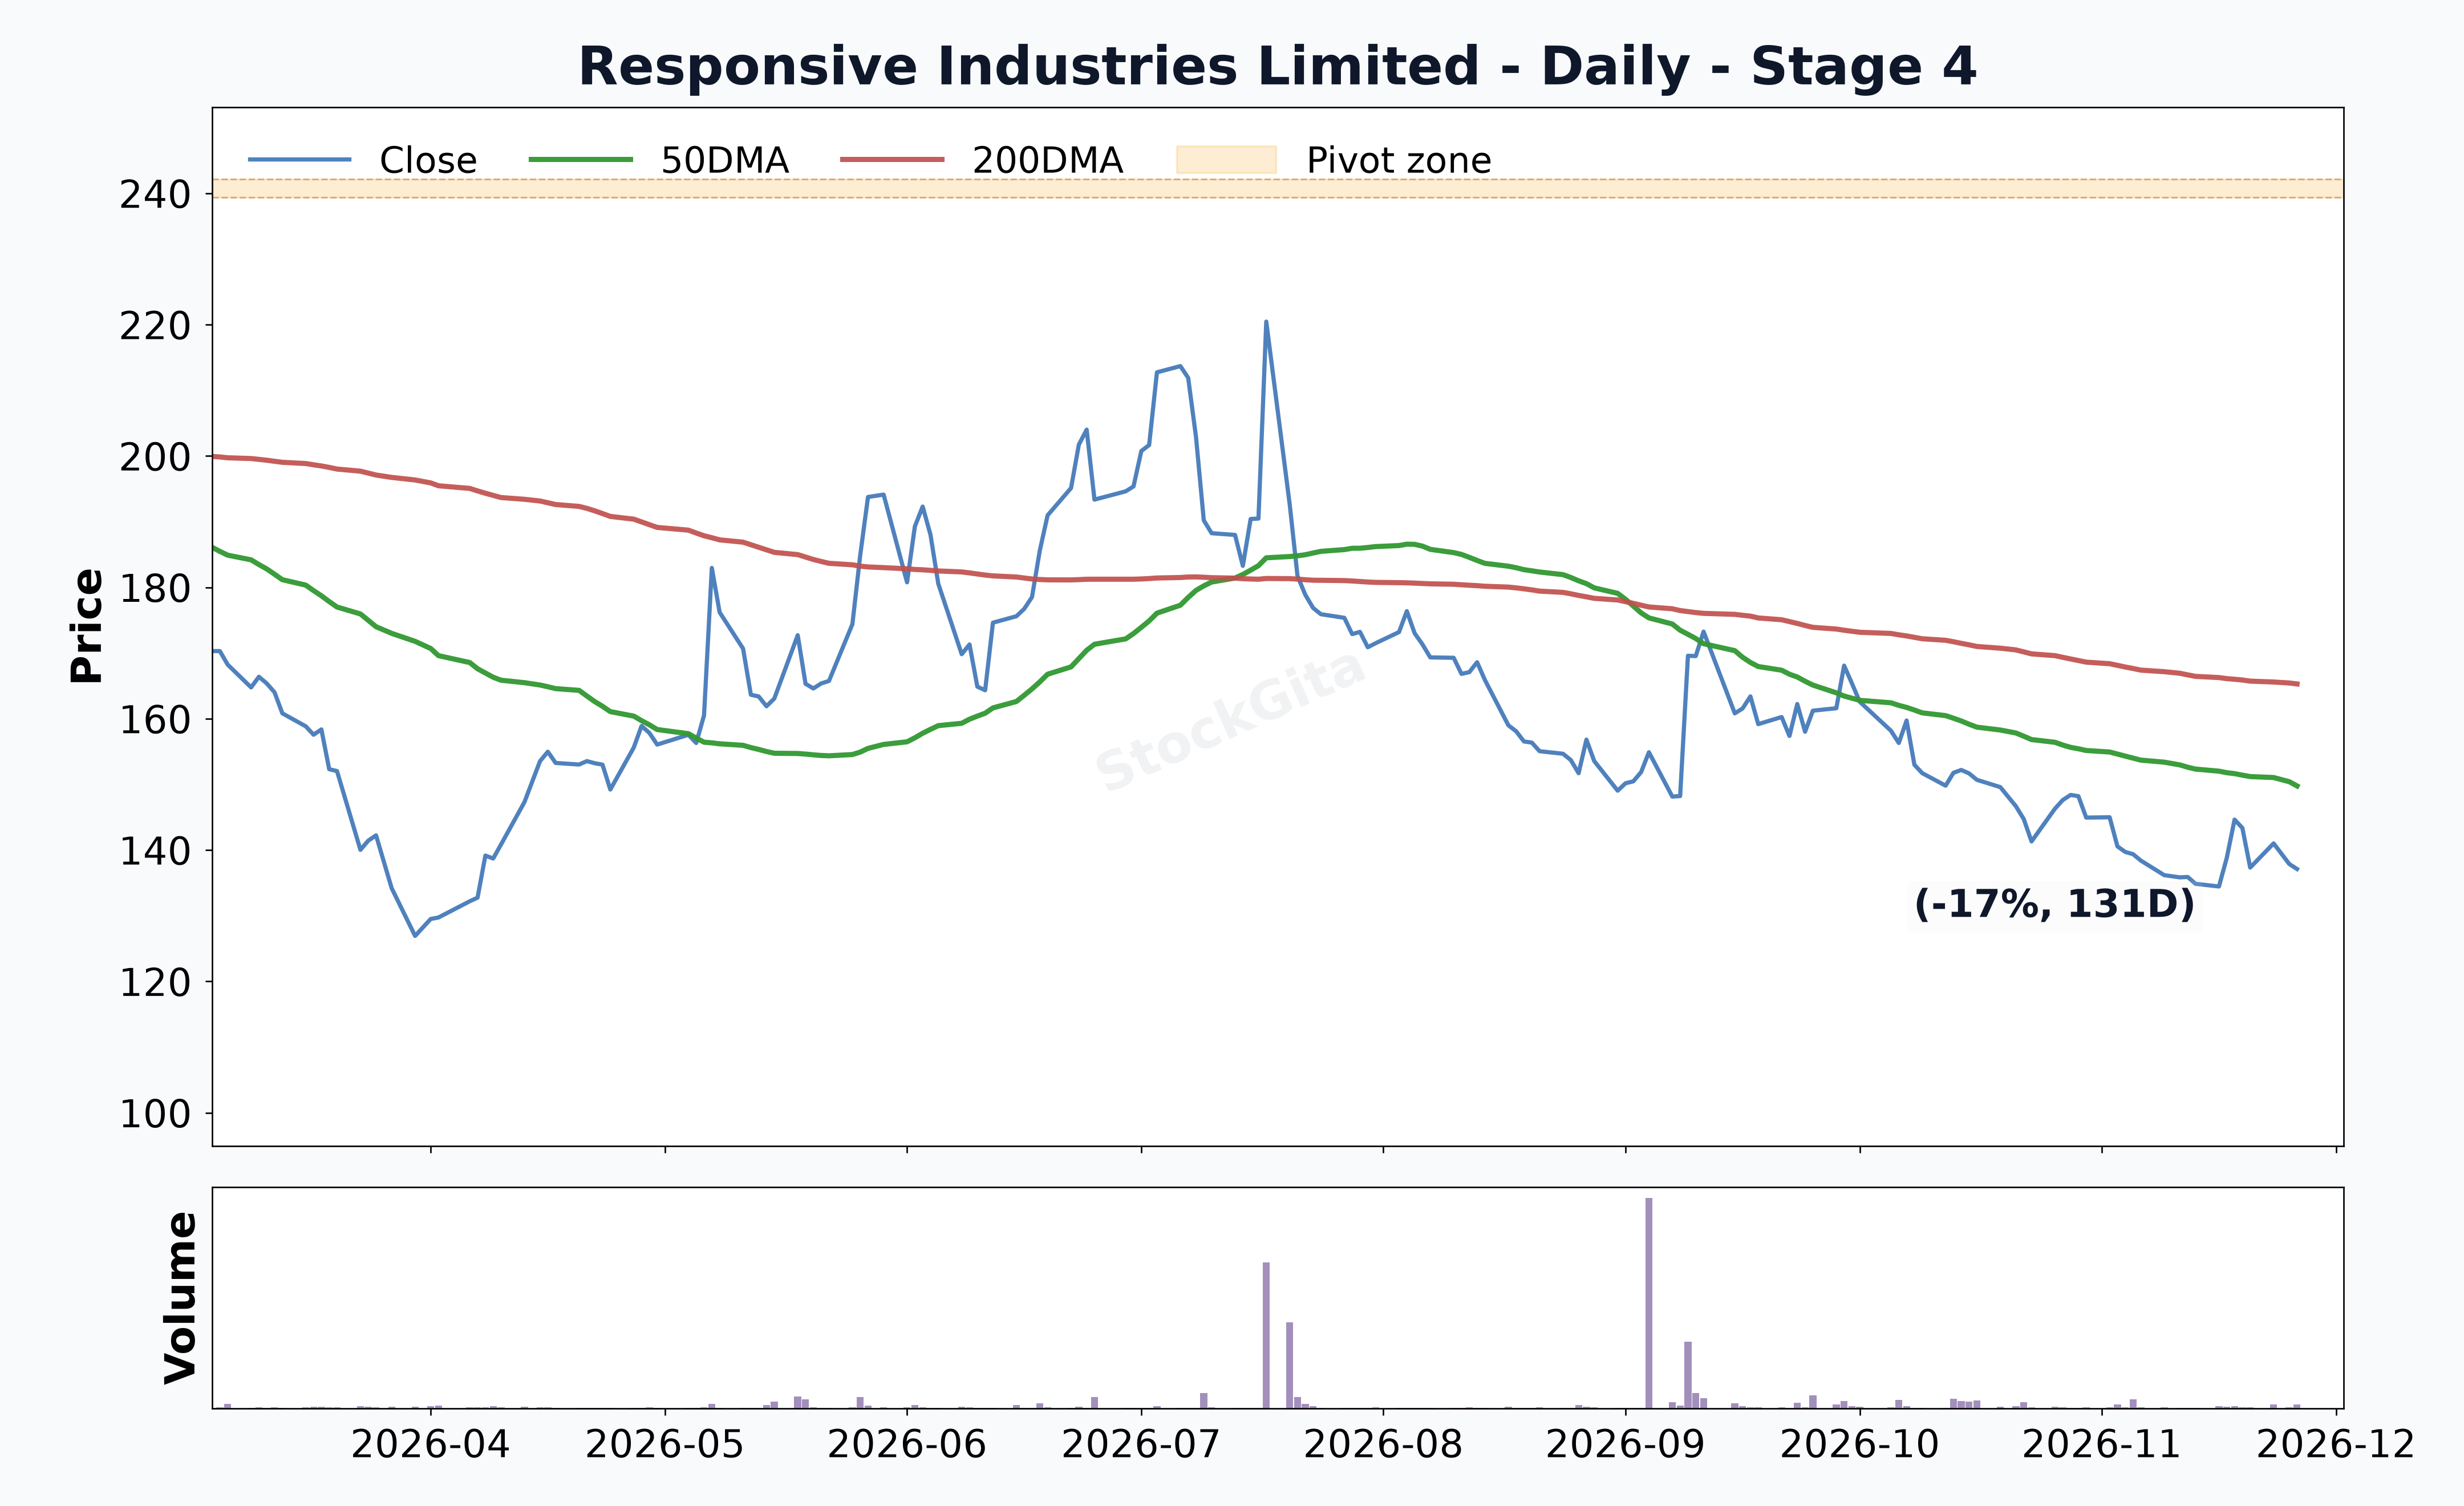 Responsive Industries Limited - Daily - Stage 4
Close 50DMA 200DMA Pivot zone
240
220
200
180
160
140
120
100
Price
StockGita
(-17%, 131D)
Volume
2026-04 2026-05 2026-06 2026-07 2026-08 2026-09 2026-10 2026-11 2026-12